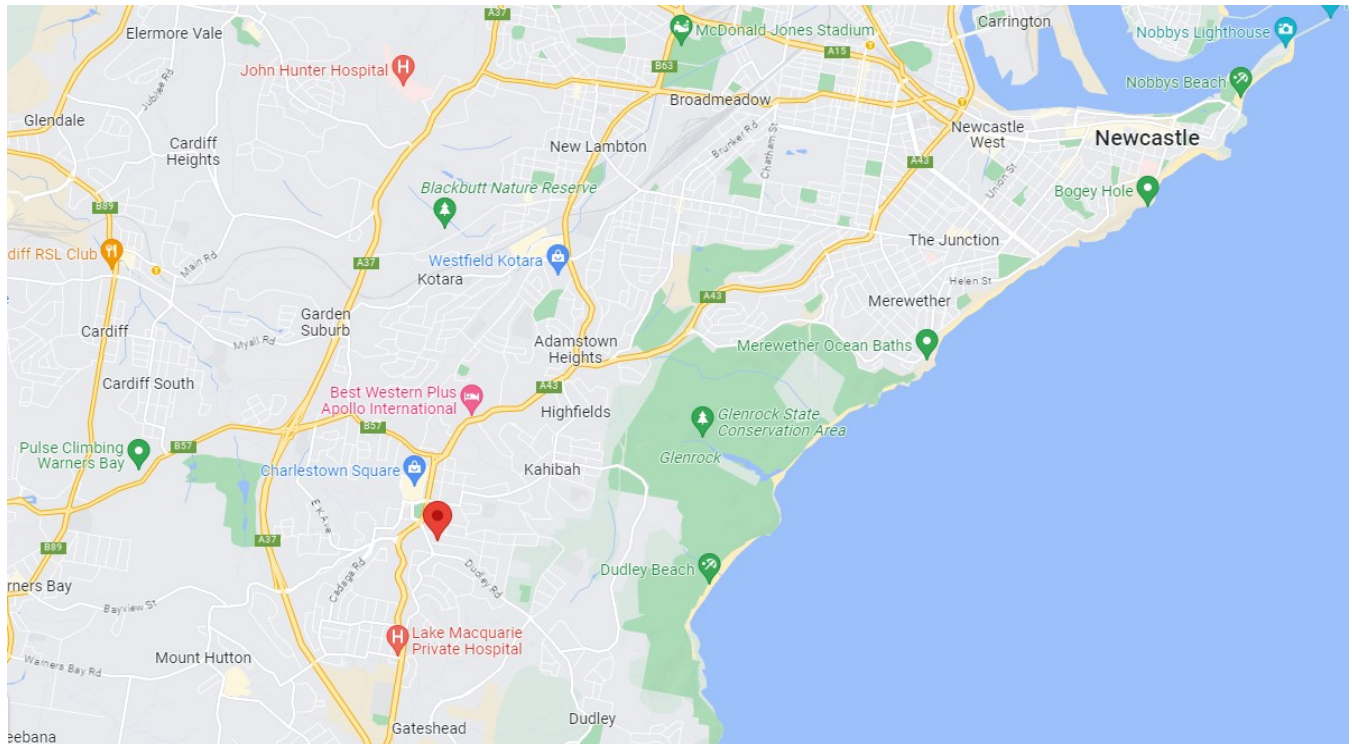 A37
Carrington
Elermore Vale
McDonald Jones Stadium
Nobbys Lighthouse
A15
John Hunter Hospital
B63
Jubilee Rd
Nobbys Beach
Broadmeadow
Glendale
Newcastle
West
Newcastle
Cardiff
Heights
New Lambton
Brunker Rd
Chatham St
A43
Union St
Blackbutt Nature Reserve
Bogey Hole
B89
diff RSL Club
Main Rd
A37
Westfield Kotara
Kotara
The Junction
Helen St
A43
Merewether
Garden
Suburb
Cardiff
Myall Rd
Adamstown
Heights
Merewether Ocean Baths
Cardiff South
Best Western Plus
Apollo International
A43
Highfields
Glenrock State
Conservation Area
B57
B57
Pulse Climbing
Warners Bay
Glenrock
Charlestown Square
Kahibah
E K Ave
A37
B89
Cadaga Rd
Dudley Rd
Dudley Beach
rners Bay
Bayview St
Lake Macquarie
Private Hospital
Mount Hutton
Warners Bay Rd
Dudley
Gateshead
eebana